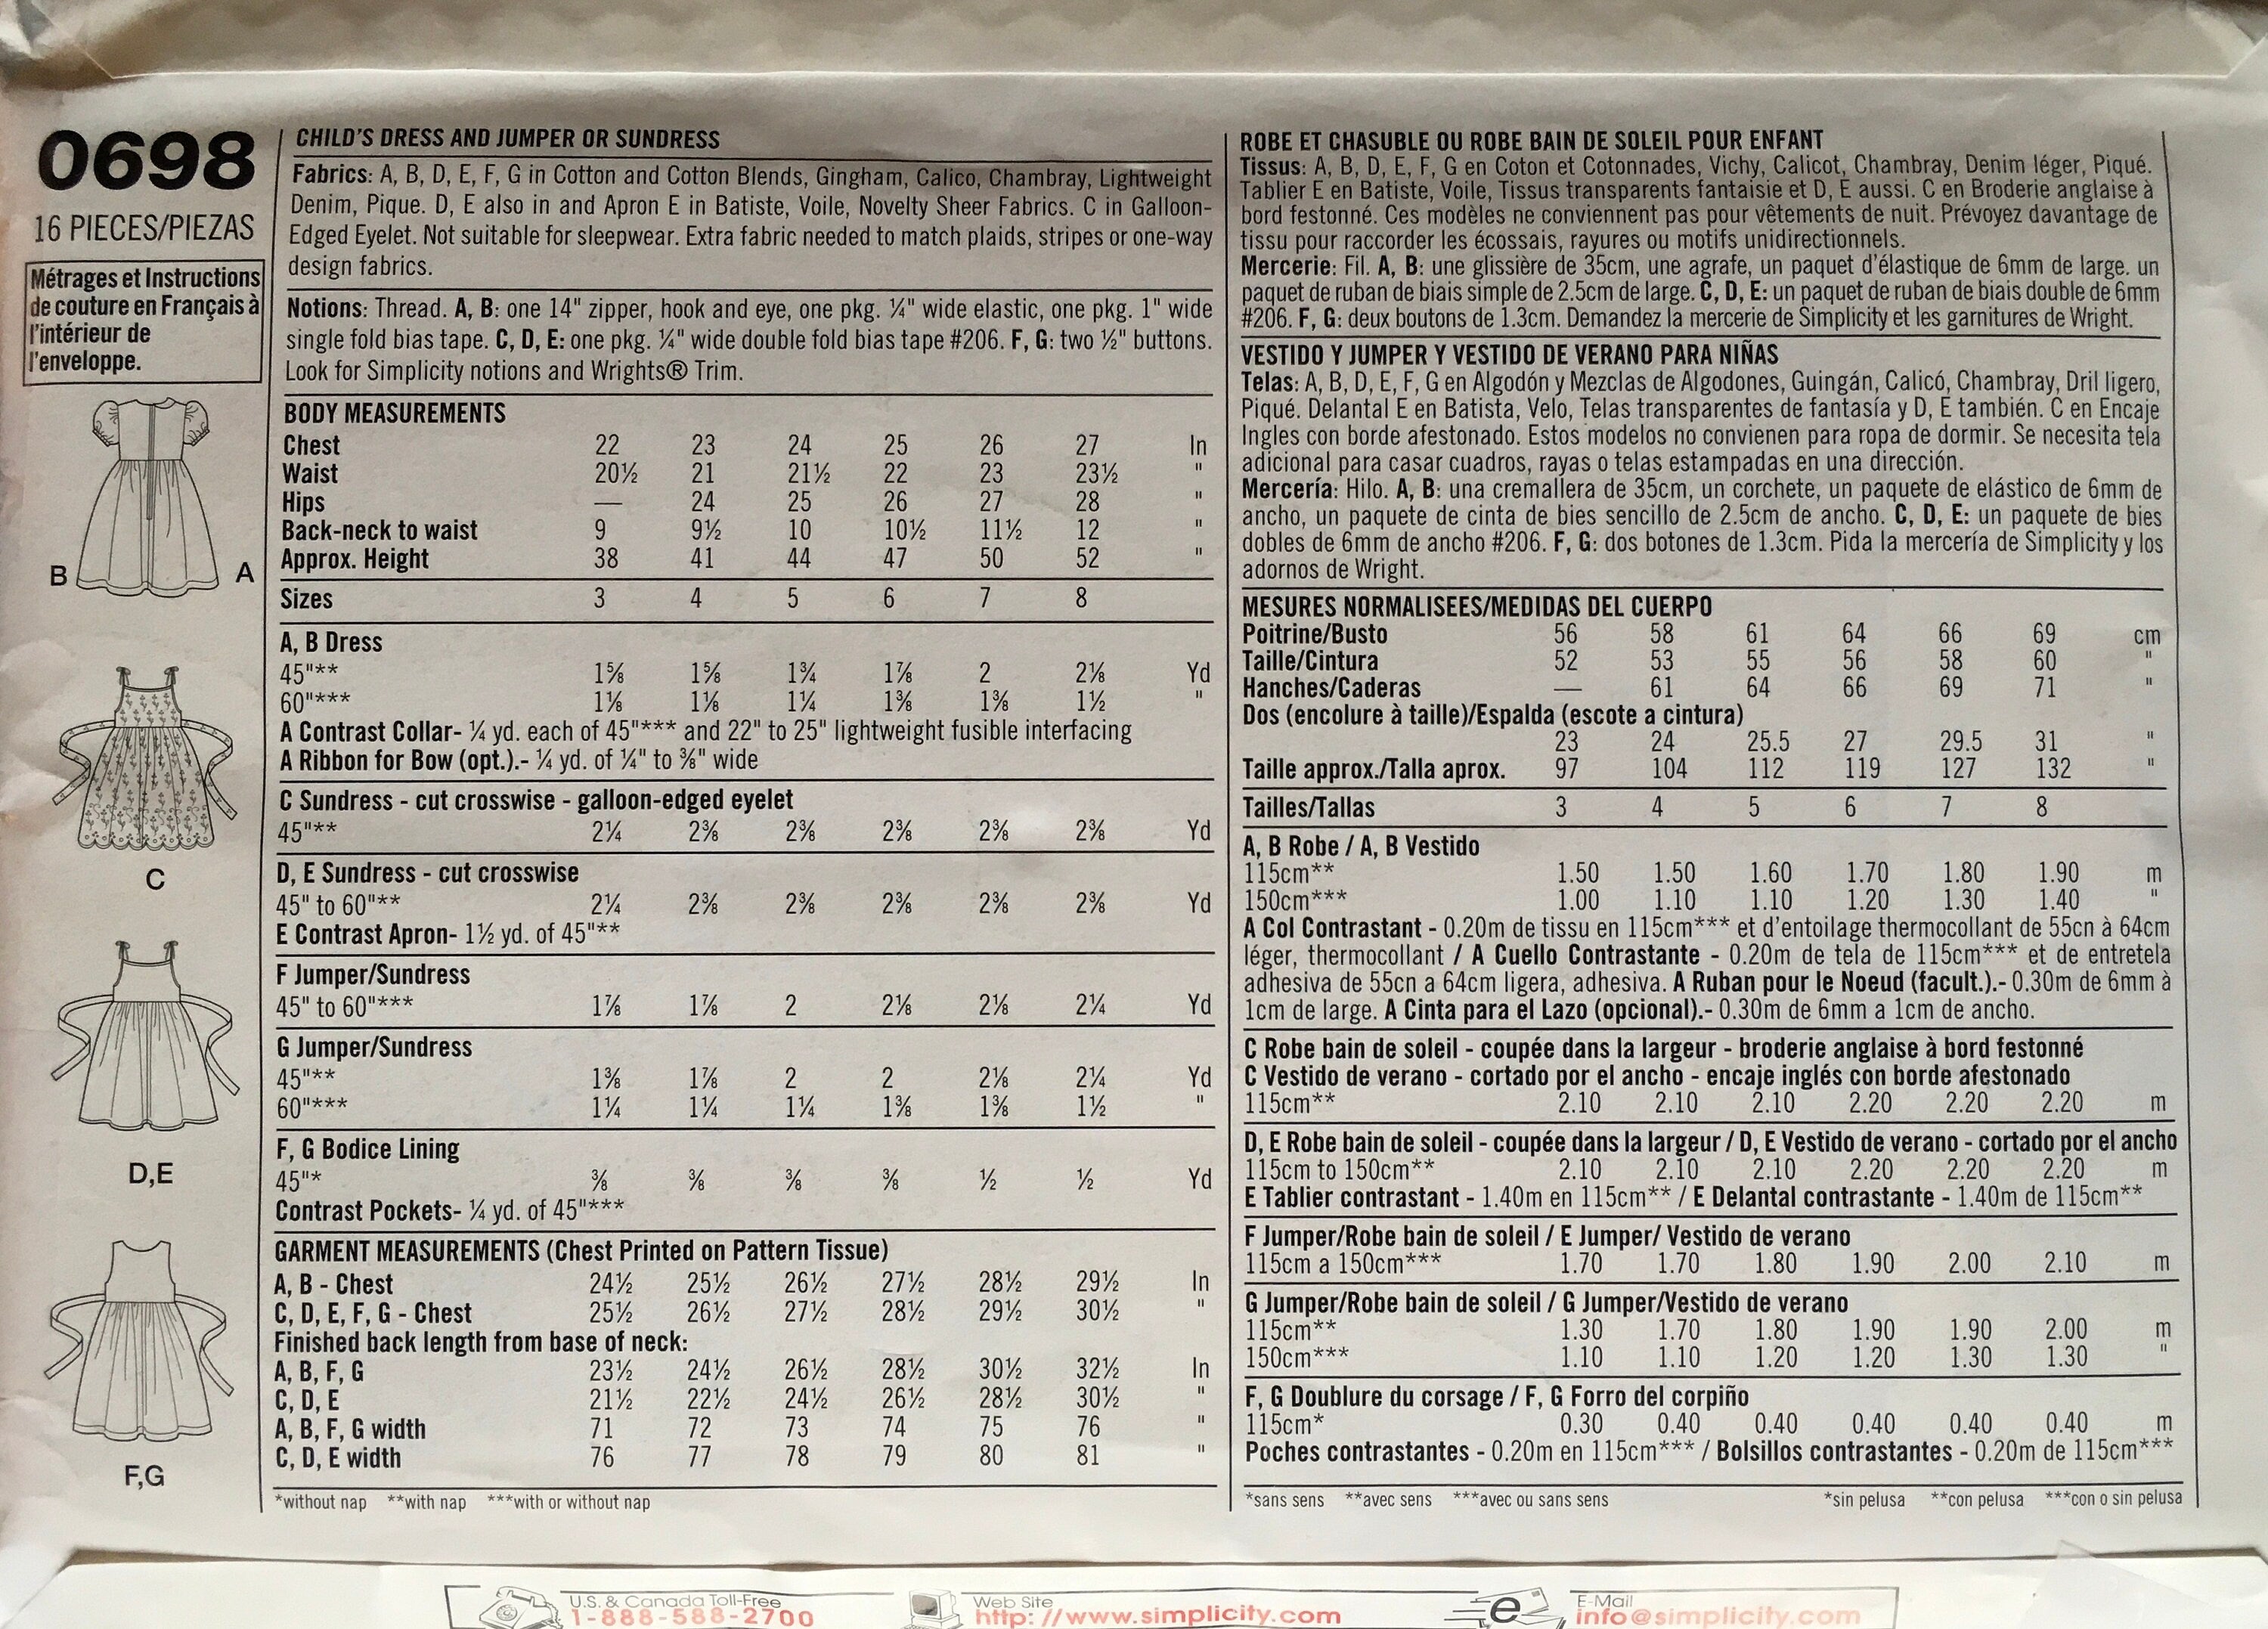 0698
16 PIECES/PIEZAS
Métrages et Instructions
de couture en Français à
l'intérieur de
l'enveloppe.
B
A
C
D,E
F,G
CHILD'S DRESS AND JUMPER OR SUNDRESS
Fabrics: A, B, D, E, F, G in Cotton and Cotton Blends, Gingham, Calico, Chambray, Lightweight
Denim, Pique. D, E also in and Apron E in Batiste, Voile, Novelty Sheer Fabrics. C in Galloon-
Edged Eyelet. Not suitable for sleepwear. Extra fabric needed to match plaids, stripes or one-way
design fabrics.
Notions: Thread. A, B: one 14" zipper, hook and eye, one pkg. ¼" wide elastic, one pkg. 1" wide
single fold bias tape. C, D, E: one pkg. ¼" wide double fold bias tape #206. F, G: two ½" buttons.
Look for Simplicity notions and Wrights® Trim.
BODY MEASUREMENTS
Chest 22 23 24 25 26 27 In
Waist 20½ 21 21½ 22 23 23½ "
Hips — 24 25 26 27 28 "
Back-neck to waist 9 9½ 10 10½ 11½ 12 "
Approx. Height 38 41 44 47 50 52 "
Sizes 3 4 5 6 7 8
A, B Dress
45"** 1⅝ 1⅝ 1¾ 1⅞ 2 2⅛ Yd
60"*** 1⅛ 1⅛ 1¼ 1⅜ 1⅜ 1½ "
A Contrast Collar- ¼ yd. each of 45"*** and 22" to 25" lightweight fusible interfacing
A Ribbon for Bow (opt.).- ¼ yd. of ¼" to ⅜" wide
C Sundress - cut crosswise - galloon-edged eyelet
45"** 2¼ 2⅜ 2⅜ 2⅜ 2⅜ 2⅜ Yd
D, E Sundress - cut crosswise
45" to 60"** 2¼ 2⅜ 2⅜ 2⅜ 2⅜ 2⅜ Yd
E Contrast Apron- 1½ yd. of 45"**
F Jumper/Sundress
45" to 60"*** 1⅞ 1⅞ 2 2⅛ 2⅛ 2¼ Yd
G Jumper/Sundress
45"** 1⅜ 1⅞ 2 2 2⅛ 2¼ Yd
60"*** 1¼ 1¼ 1¼ 1⅜ 1⅜ 1½ "
F, G Bodice Lining
45"* ⅜ ⅜ ⅜ ⅜ ½ ½ Yd
Contrast Pockets- ¼ yd. of 45"***
GARMENT MEASUREMENTS (Chest Printed on Pattern Tissue)
A, B - Chest 24½ 25½ 26½ 27½ 28½ 29½ In
C, D, E, F, G - Chest 25½ 26½ 27½ 28½ 29½ 30½ "
Finished back length from base of neck:
A, B, F, G 23½ 24½ 26½ 28½ 30½ 32½ In
C, D, E 21½ 22½ 24½ 26½ 28½ 30½ "
A, B, F, G width 71 72 73 74 75 76 "
C, D, E width 76 77 78 79 80 81 "
*without nap **with nap ***with or without nap
ROBE ET CHASUBLE OU ROBE BAIN DE SOLEIL POUR ENFANT
Tissus: A, B, D, E, F, G en Coton et Cotonnades, Vichy, Calicot, Chambray, Denim léger, Piqué.
Tablier E en Batiste, Voile, Tissus transparents fantaisie et D, E aussi. C en Broderie anglaise à
bord festonné. Ces modèles ne conviennent pas pour vêtements de nuit. Prévoyez davantage de
tissu pour raccorder les écossais, rayures ou motifs unidirectionnels.
Mercerie: Fil. A, B: une glissière de 35cm, une agrafe, un paquet d'élastique de 6mm de large. un
paquet de ruban de biais simple de 2.5cm de large. C, D, E: un paquet de ruban de biais double de 6mm
#206. F, G: deux boutons de 1.3cm. Demandez la mercerie de Simplicity et les garnitures de Wright.
VESTIDO Y JUMPER Y VESTIDO DE VERANO PARA NIÑAS
Telas: A, B, D, E, F, G en Algodón y Mezclas de Algodones, Guingán, Calicó, Chambray, Dril ligero,
Piqué. Delantal E en Batista, Velo, Telas transparentes de fantasía y D, E también. C en Encaje
Ingles con borde afestonado. Estos modelos no convienen para ropa de dormir. Se necesita tela
adicional para casar cuadros, rayas o telas estampadas en una dirección.
Mercería: Hilo. A, B: una cremallera de 35cm, un corchete, un paquete de elástico de 6mm de
ancho, un paquete de cinta de bies sencillo de 2.5cm de ancho. C, D, E: un paquete de bies
dobles de 6mm de ancho #206. F, G: dos botones de 1.3cm. Pida la mercería de Simplicity y los
adornos de Wright.
MESURES NORMALISEES/MEDIDAS DEL CUERPO
Poitrine/Busto 56 58 61 64 66 69 cm
Taille/Cintura 52 53 55 56 58 60 "
Hanches/Caderas — 61 64 66 69 71 "
Dos (encolure à taille)/Espalda (escote a cintura)
23 24 25.5 27 29.5 31 "
Taille approx./Talla aprox. 97 104 112 119 127 132 "
Tailles/Tallas 3 4 5 6 7 8
A, B Robe / A, B Vestido
115cm** 1.50 1.50 1.60 1.70 1.80 1.90 m
150cm*** 1.00 1.10 1.10 1.20 1.30 1.40 "
A Col Contrastant - 0.20m de tissu en 115cm*** et d'entoilage thermocollant de 55cn à 64cm
léger, thermocollant / A Cuello Contrastante - 0.20m de tela de 115cm*** et de entretela
adhesiva de 55cn a 64cm ligera, adhesiva. A Ruban pour le Noeud (facult.).- 0.30m de 6mm à
1cm de large. A Cinta para el Lazo (opcional).- 0.30m de 6mm a 1cm de ancho.
C Robe bain de soleil - coupée dans la largeur - broderie anglaise à bord festonné
C Vestido de verano - cortado por el ancho - encaje inglés con borde afestonado
115cm** 2.10 2.10 2.10 2.20 2.20 2.20 m
D, E Robe bain de soleil - coupée dans la largeur / D, E Vestido de verano - cortado por el ancho
115cm to 150cm** 2.10 2.10 2.10 2.20 2.20 2.20 m
E Tablier contrastant - 1.40m en 115cm** / E Delantal contrastante - 1.40m de 115cm**
F Jumper/Robe bain de soleil / E Jumper/ Vestido de verano
115cm a 150cm*** 1.70 1.70 1.80 1.90 2.00 2.10 m
G Jumper/Robe bain de soleil / G Jumper/Vestido de verano
115cm** 1.30 1.70 1.80 1.90 1.90 2.00 m
150cm*** 1.10 1.10 1.20 1.20 1.30 1.30 "
F, G Doublure du corsage / F, G Forro del corpiño
115cm* 0.30 0.40 0.40 0.40 0.40 0.40 m
Poches contrastantes - 0.20m en 115cm*** / Bolsillos contrastantes - 0.20m de 115cm***
*sans sens **avec sens ***avec ou sans sens *sin pelusa **con pelusa ***con o sin pelusa
U.S. & Canada Toll-Free
1-888-588-2700
Web Site
http: //www.simplicity.com
e
E-Mail
info@simplicity.com